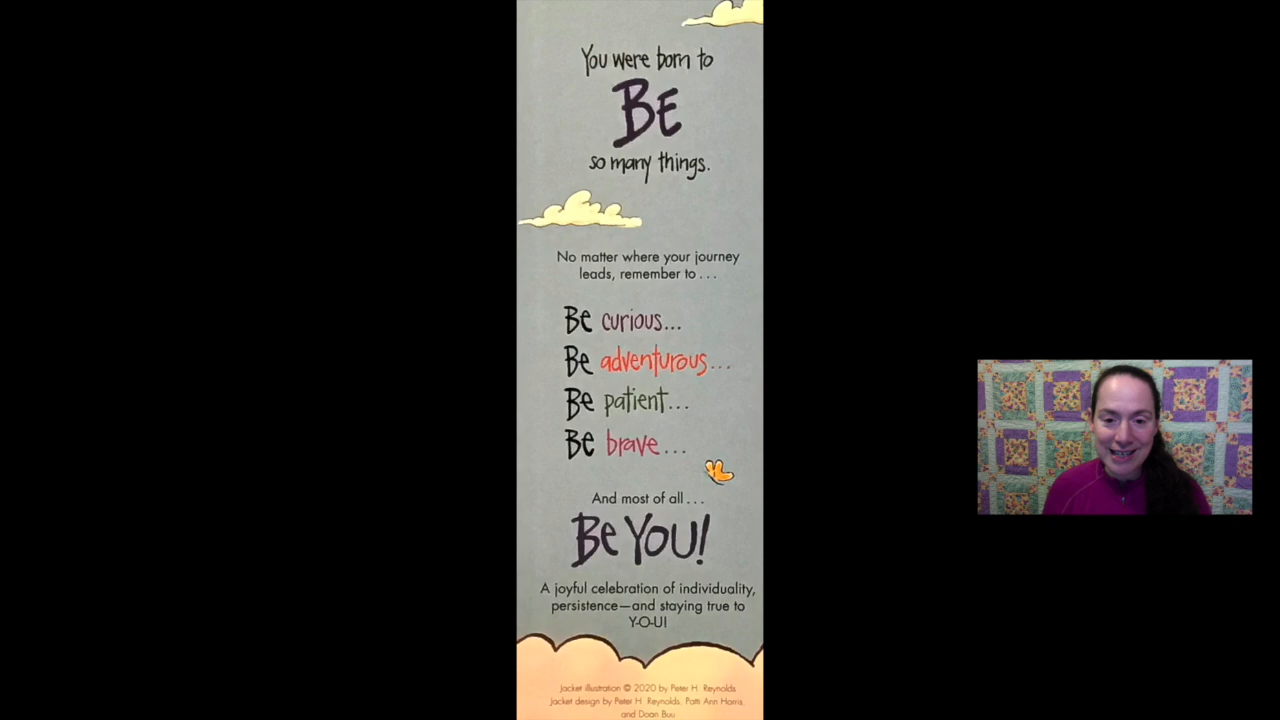 You were born to
BE
so many things.
No matter where your journey
leads, remember to . . .
Be curious...
Be adventurous...
Be patient...
Be brave...
And most of all . . .
Be YOU!
A joyful celebration of individuality,
persistence—and staying true to
Y-O-U!
Jacket illustration © 2020 by Peter H. Reynolds
Jacket design by Peter H. Reynolds, Patti Ann Harris,
and Doan Buu